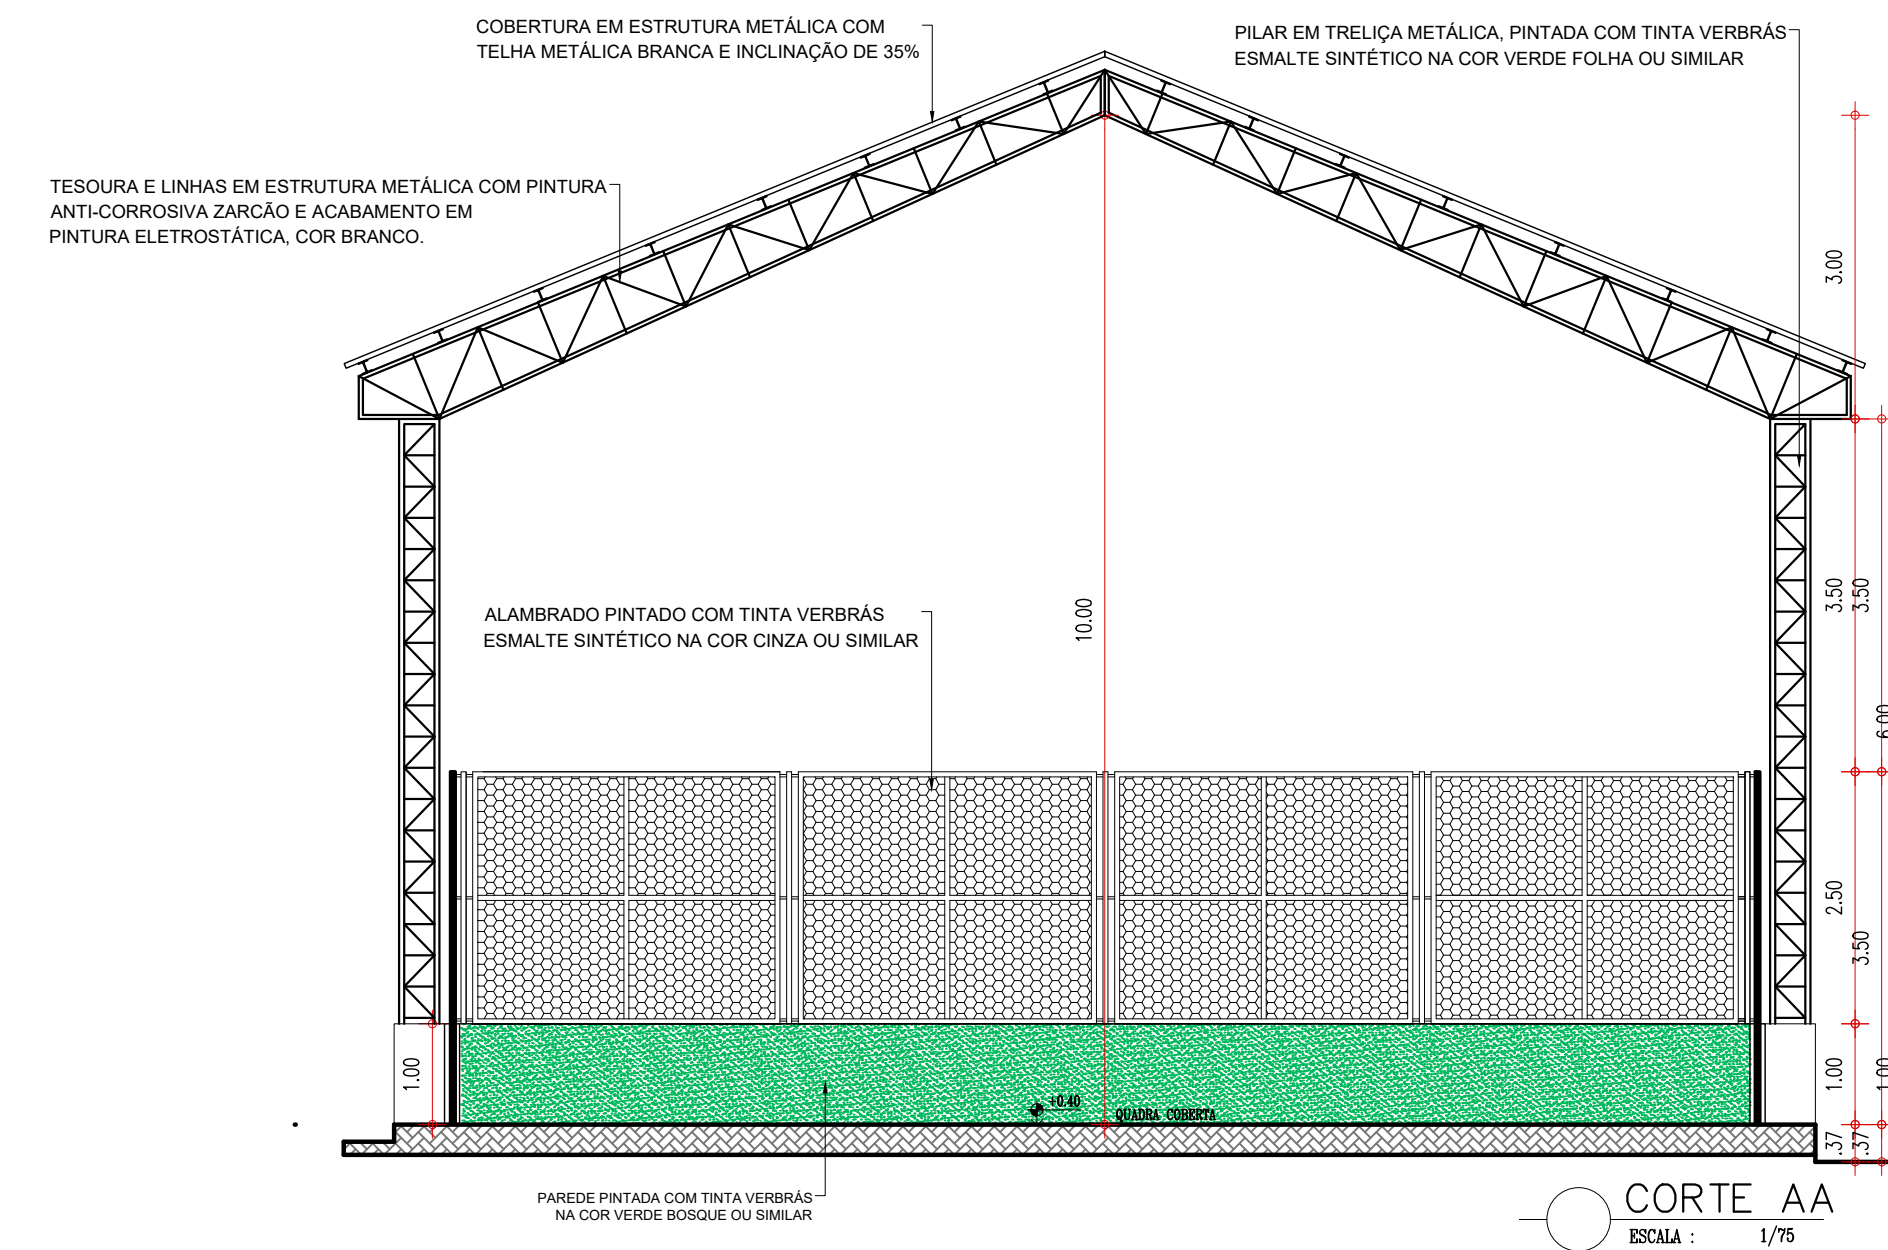 COBERTURA EM ESTRUTURA METÁLICA COM
TELHA METÁLICA BRANCA E INCLINAÇÃO DE 35%
PILAR EM TRELIÇA METÁLICA, PINTADA COM TINTA VERBRÁS
ESMALTE SINTÉTICO NA COR VERDE FOLHA OU SIMILAR
TESOURA E LINHAS EM ESTRUTURA METÁLICA COM PINTURA
ANTI-CORROSIVA ZARCÃO E ACABAMENTO EM
PINTURA ELETROSTÁTICA, COR BRANCO.
3.00
ALAMBRADO PINTADO COM TINTA VERBRÁS
ESMALTE SINTÉTICO NA COR CINZA OU SIMILAR
10.00
3.50
3.50
6.00
2.50
3.50
1.00
1.00
1.00
+0.40
QUADRA COBERTA
.37
.37
PAREDE PINTADA COM TINTA VERBRÁS
NA COR VERDE BOSQUE OU SIMILAR
CORTE AA
ESCALA : 1/75